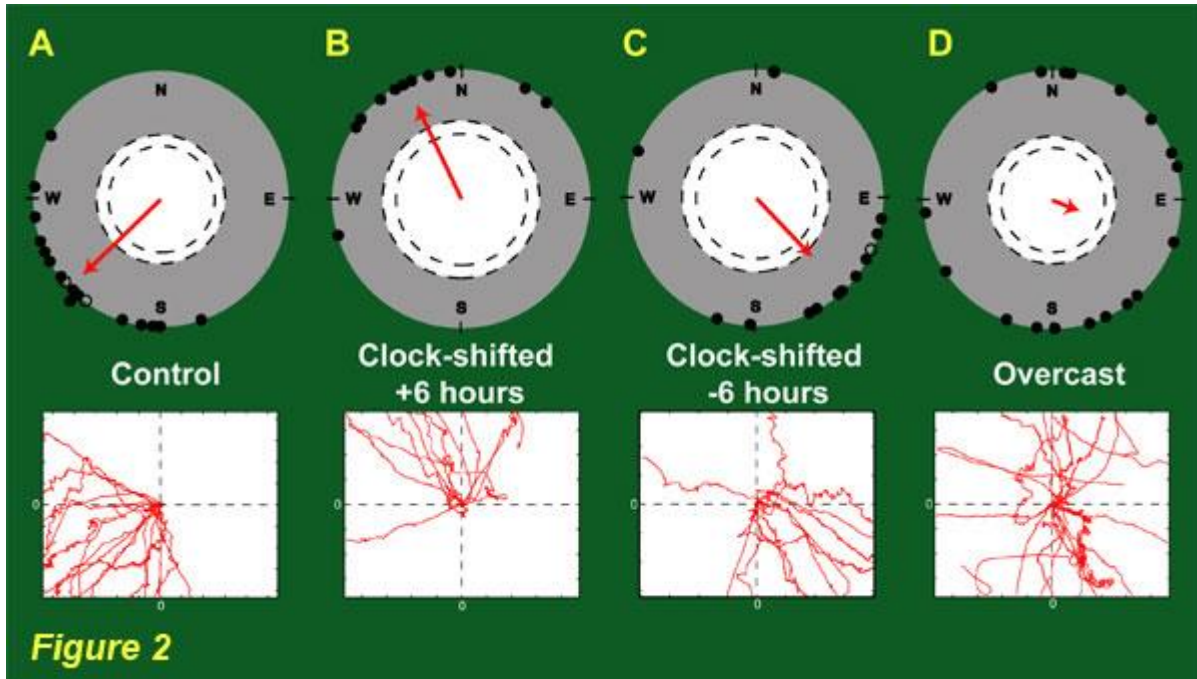 A
B
C
D
N
W
E
S
N
W
E
S
N
W
E
S
N
W
E
S
Control
Clock-shifted
+6 hours
Clock-shifted
-6 hours
Overcast
0
0
0
0
0
0
0
0
Figure 2